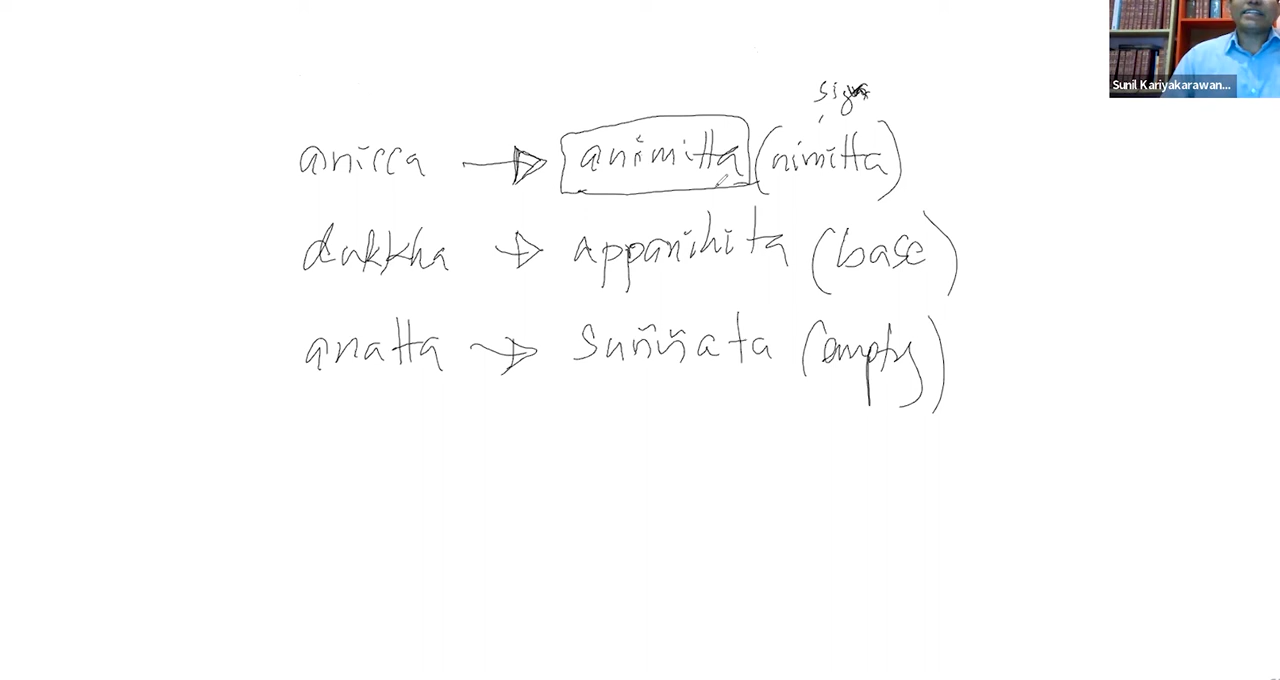 Sunil Kariyakarawan...
sign
anicca → animitta (nimitta)
dukkha → appanihita (base)
anatta → suññata (empty)